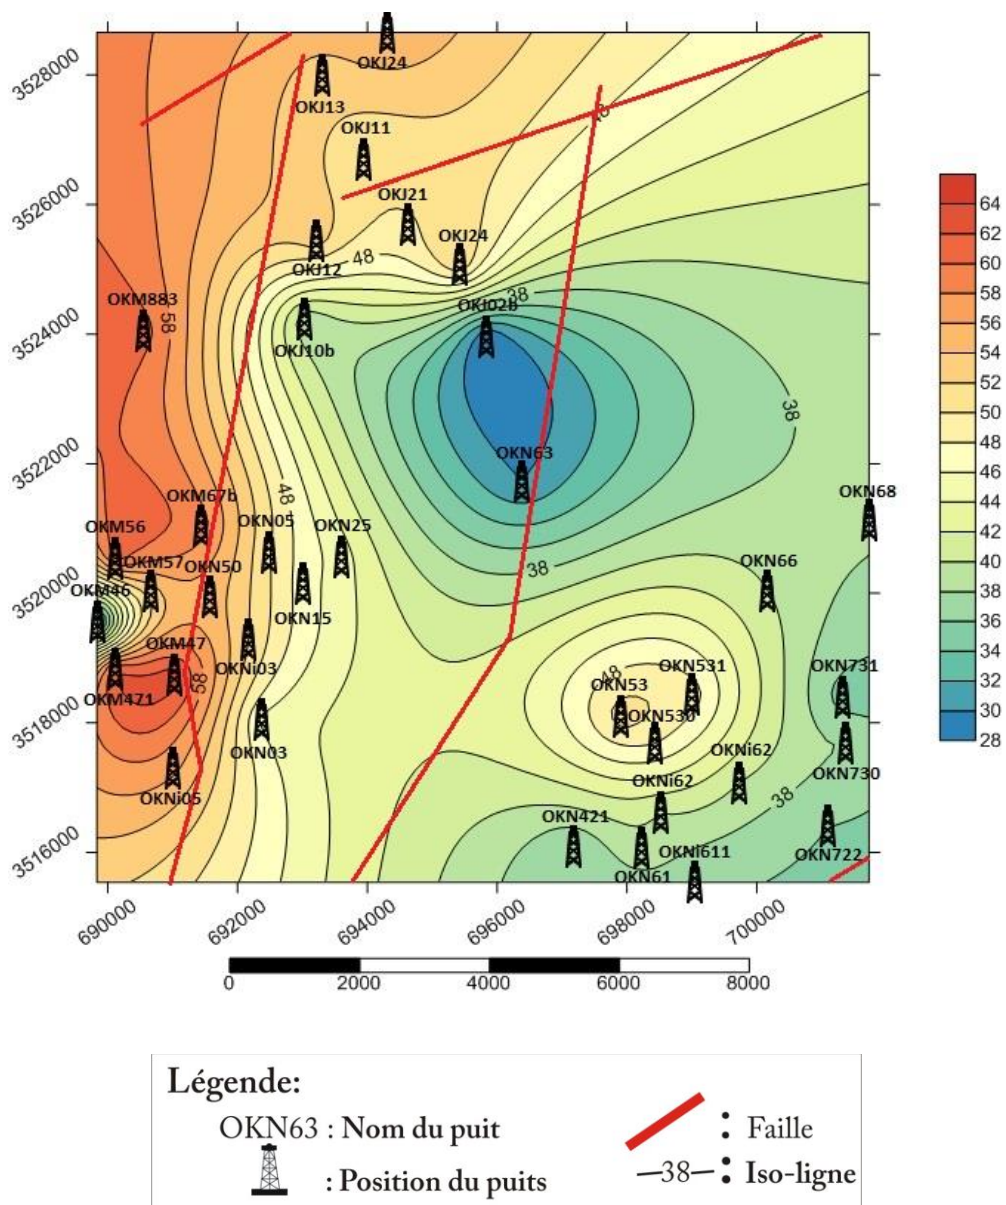 OKJ24
3528000
OKJ13
48
OKJ11
64
3526000
OKJ21
62
OKJ24
60
48
OKJ12
58
OKM883
58
38
OKJ02b
56
3524000
OKJ10b
54
52
38
50
3522000
OKN63
48
48
46
OKN68
OKM67b
44
OKM56
OKN05
OKN25
42
OKM57
OKN50
38
OKN66
40
3520000
OKM46
OKN15
38
36
OKM47
OKNi03
34
OKM471
58
48
OKN53
OKN531
OKN731
32
OKN530
30
3518000
OKN03
28
OKNi62
OKN730
OKNi05
OKNi62
38
OKN421
3516000
OKN61
OKNi611
OKN722
690000
692000
694000
696000
698000
700000
0 2000 4000 6000 8000
Légende:
OKN63 : Nom du puit
: Faille
: Position du puits
38 : Iso-ligne